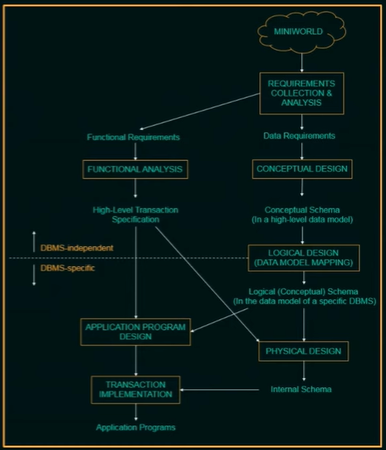 MINIWORLD
REQUIREMENTS
COLLECTION &
ANALYSIS
Functional Requirements
Data Requirements
FUNCTIONAL ANALYSIS
CONCEPTUAL DESIGN
High-Level Transaction
Specification
Conceptual Schema
(In a high-level data model)
DBMS-independent
DBMS-specific
LOGICAL DESIGN
(DATA MODEL MAPPING)
Logical (Conceptual) Schema
(In the data model of a specific DBMS)
APPLICATION PROGRAM
DESIGN
PHYSICAL DESIGN
TRANSACTION
IMPLEMENTATION
Internal Schema
Application Programs